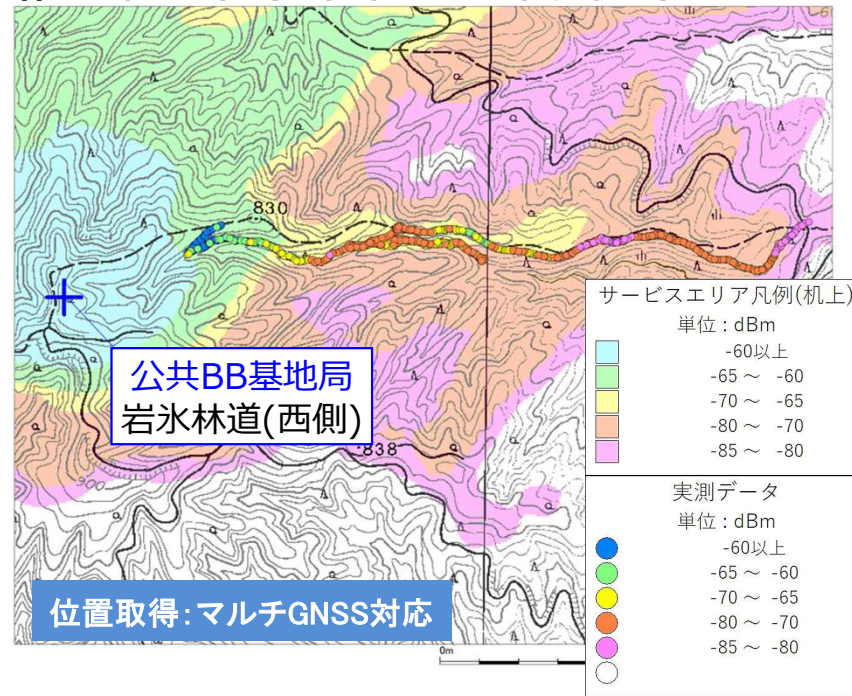 830
公共BB基地局
岩氷林道(西側)
838
900
位置取得:マルチGNSS対応
0m
サービスエリア凡例(机上)
単位:dBm
-60以上
-65～ -60
-70～ -65
-80～ -70
-85～ -80
実測データ
単位:dBm
-60以上
-65～ -60
-70～ -65
-80～ -70
-85～ -80